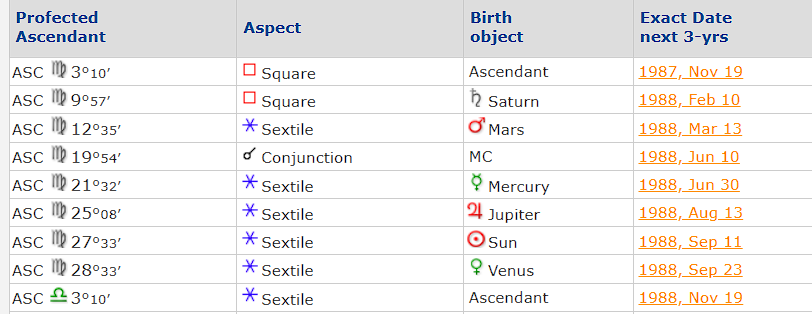 Profected Ascendant Aspect Birth object Exact Date next 3-yrs
ASC ♍ 3°10′ □ Square Ascendant 1987, Nov 19
ASC ♍ 9°57′ □ Square ♄ Saturn 1988, Feb 10
ASC ♍ 12°35′ ⚹ Sextile ♂ Mars 1988, Mar 13
ASC ♍ 19°54′ ☌ Conjunction MC 1988, Jun 10
ASC ♍ 21°32′ ⚹ Sextile ☿ Mercury 1988, Jun 30
ASC ♍ 25°08′ ⚹ Sextile ♃ Jupiter 1988, Aug 13
ASC ♍ 27°33′ ⚹ Sextile ☉ Sun 1988, Sep 11
ASC ♍ 28°33′ ⚹ Sextile ♀ Venus 1988, Sep 23
ASC ♎ 3°10′ ⚹ Sextile Ascendant 1988, Nov 19